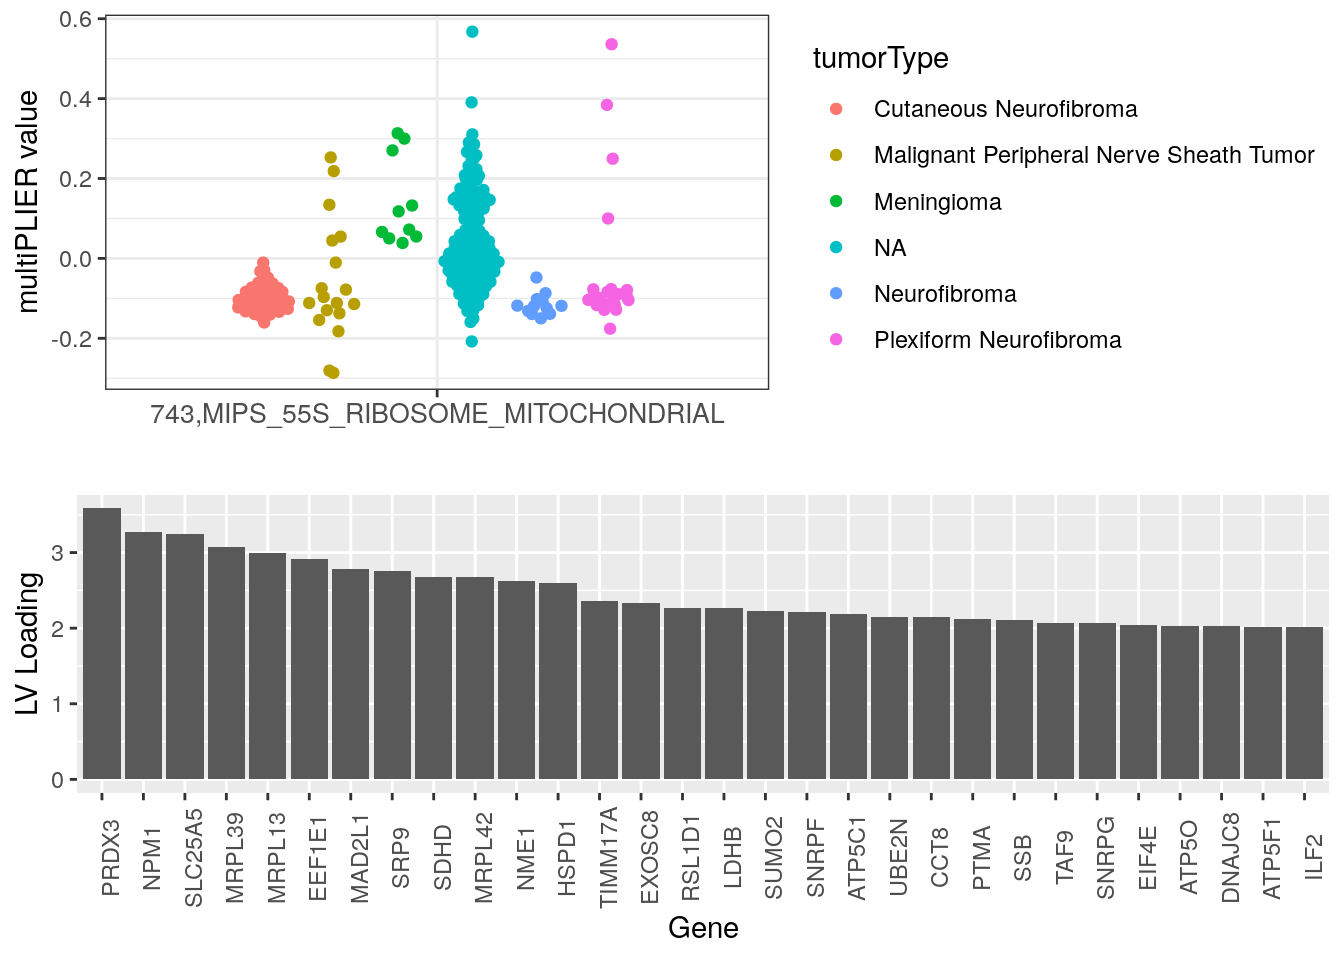 0.6
0.4
0.2
0.0
-0.2
multiPLIER value
743,MIPS_55S_RIBOSOME_MITOCHONDRIAL
tumorType
Cutaneous Neurofibroma
Malignant Peripheral Nerve Sheath Tumor
Meningioma
NA
Neurofibroma
Plexiform Neurofibroma
3
2
1
0
LV Loading
PRDX3
NPM1
SLC25A5
MRPL39
MRPL13
EEF1E1
MAD2L1
SRP9
SDHD
MRPL42
NME1
HSPD1
TIMM17A
EXOSC8
RSL1D1
LDHB
SUMO2
SNRPF
ATP5C1
UBE2N
CCT8
PTMA
SSB
TAF9
SNRPG
EIF4E
ATP5O
DNAJC8
ATP5F1
ILF2
Gene